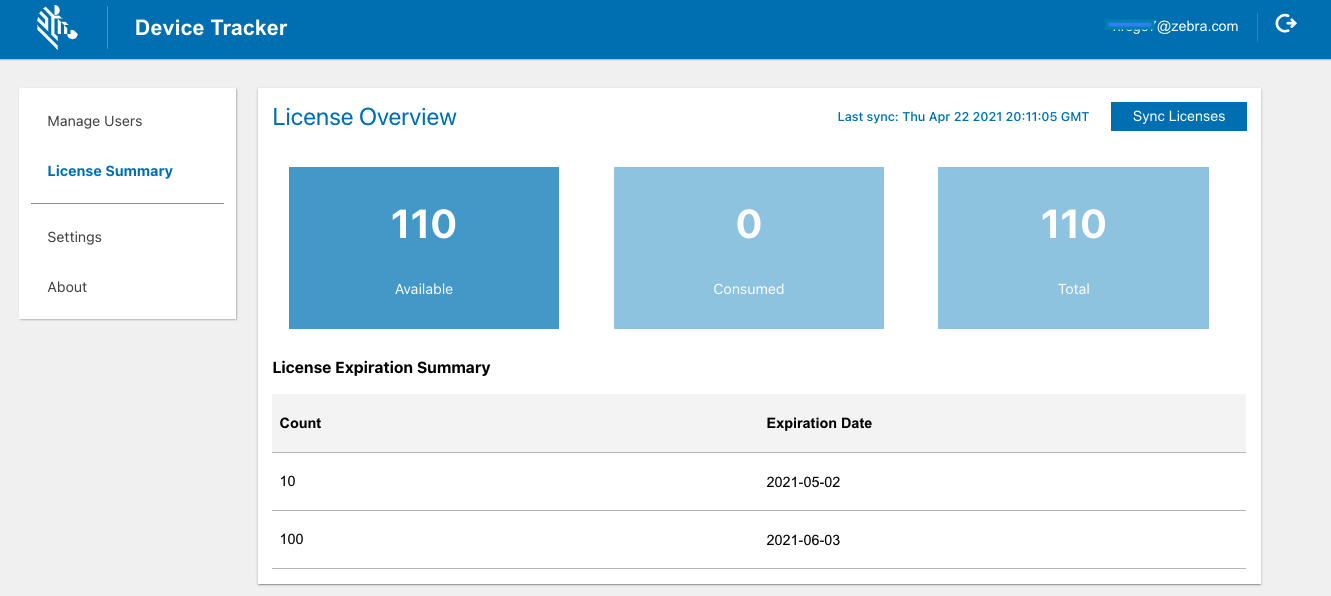 Device Tracker
@zebra.com
Manage Users
License Summary
Settings
About
License Overview
Last sync: Thu Apr 22 2021 20:11:05 GMT
Sync Licenses
110
Available
0
Consumed
110
Total
License Expiration Summary
Count Expiration Date
10 2021-05-02
100 2021-06-03